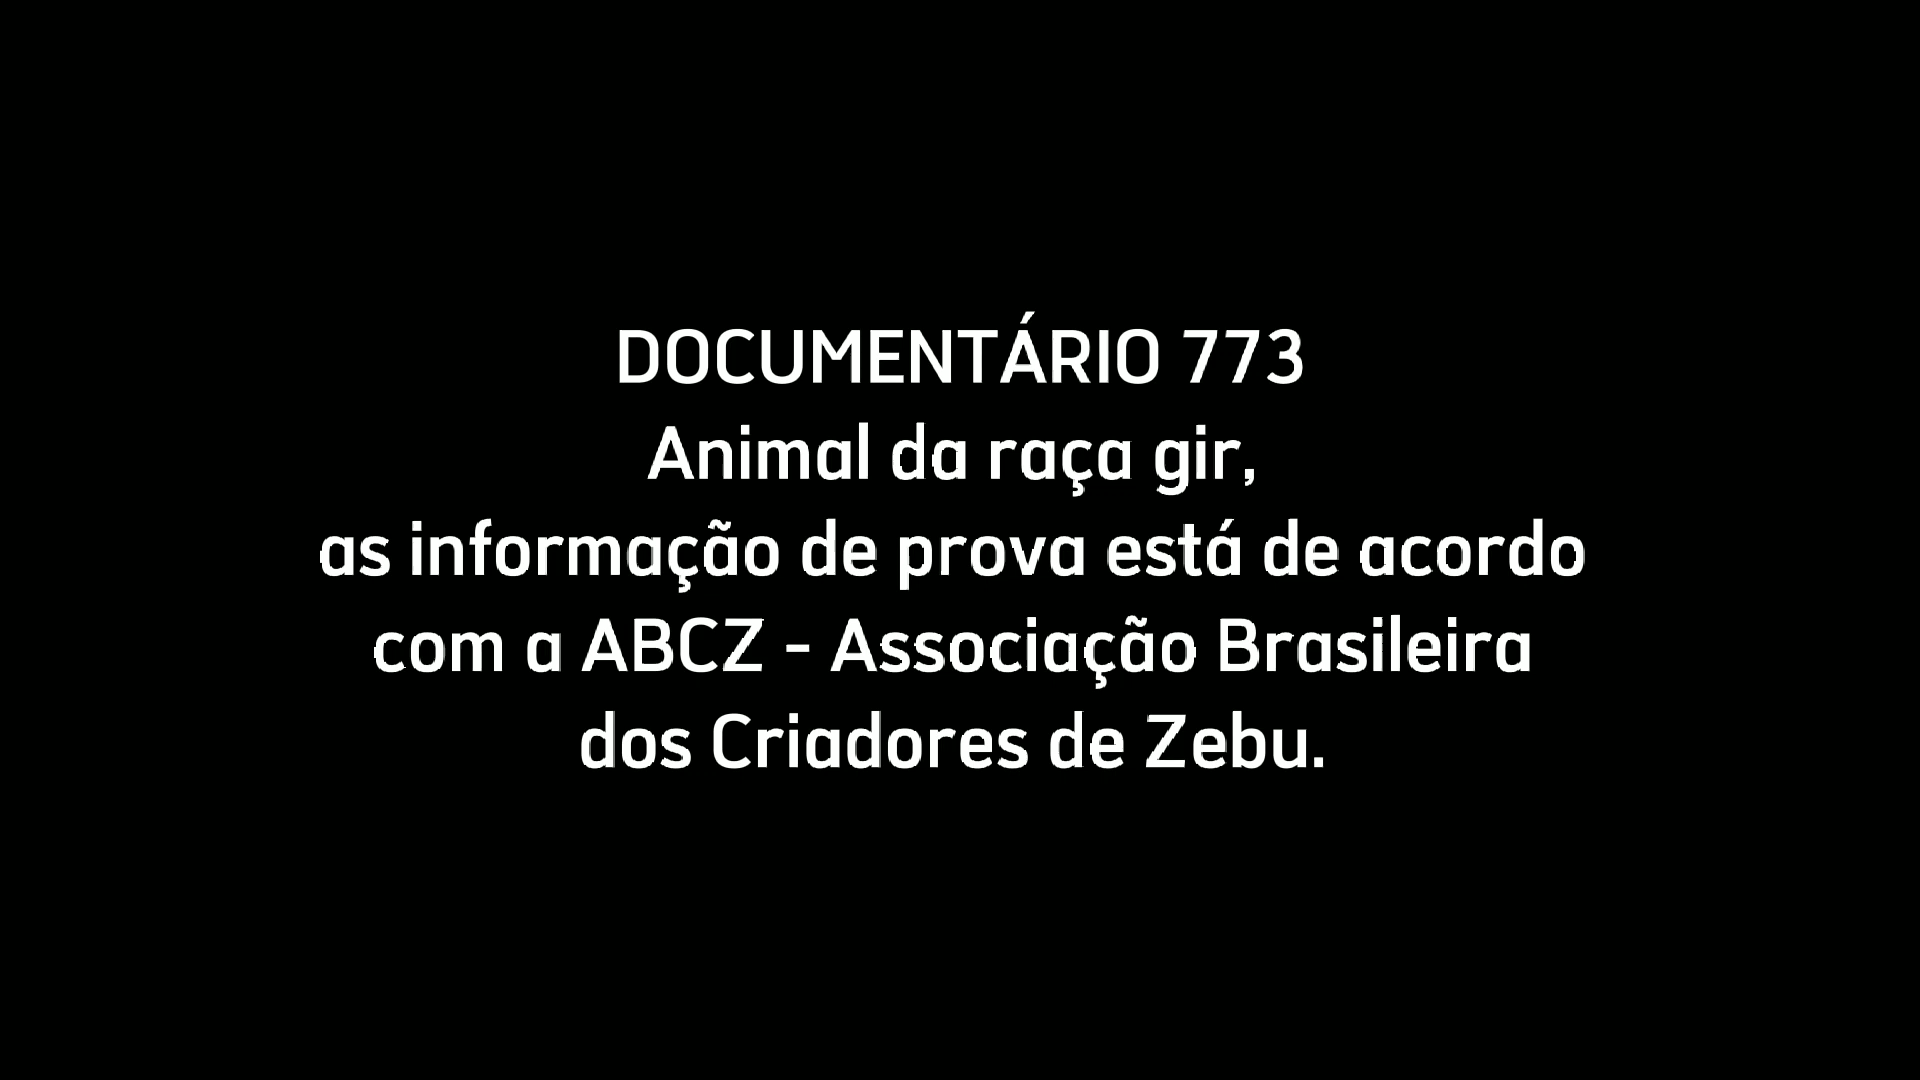 DOCUMENTÁRIO 773
Animal da raça gir,
as informação de prova está de acordo
com a ABCZ - Associação Brasileira
dos Criadores de Zebu.